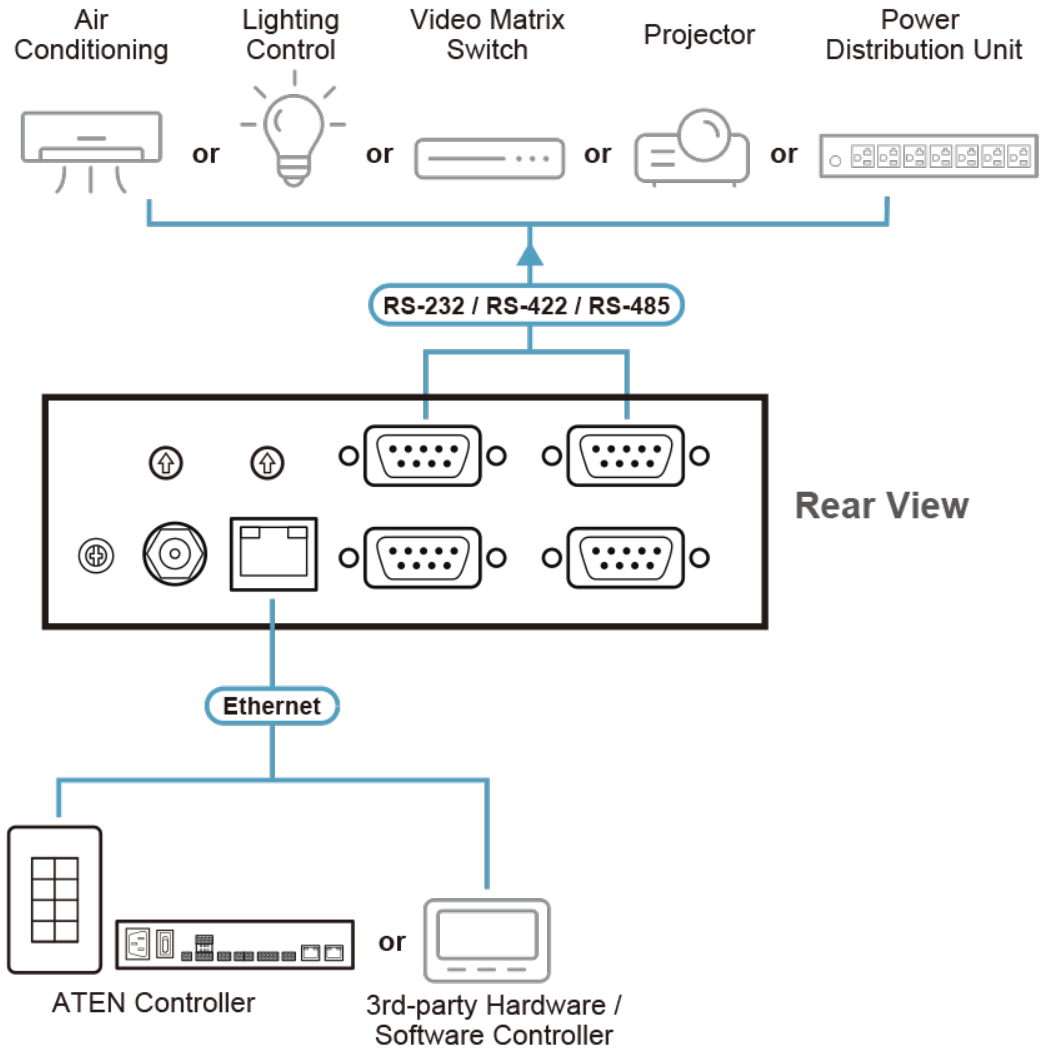 Air
Conditioning
Lighting
Control
Video Matrix
Switch
Projector
Power
Distribution Unit
or
or
or
or
RS-232 / RS-422 / RS-485
Rear View
Ethernet
or
ATEN Controller
3rd-party Hardware /
Software Controller